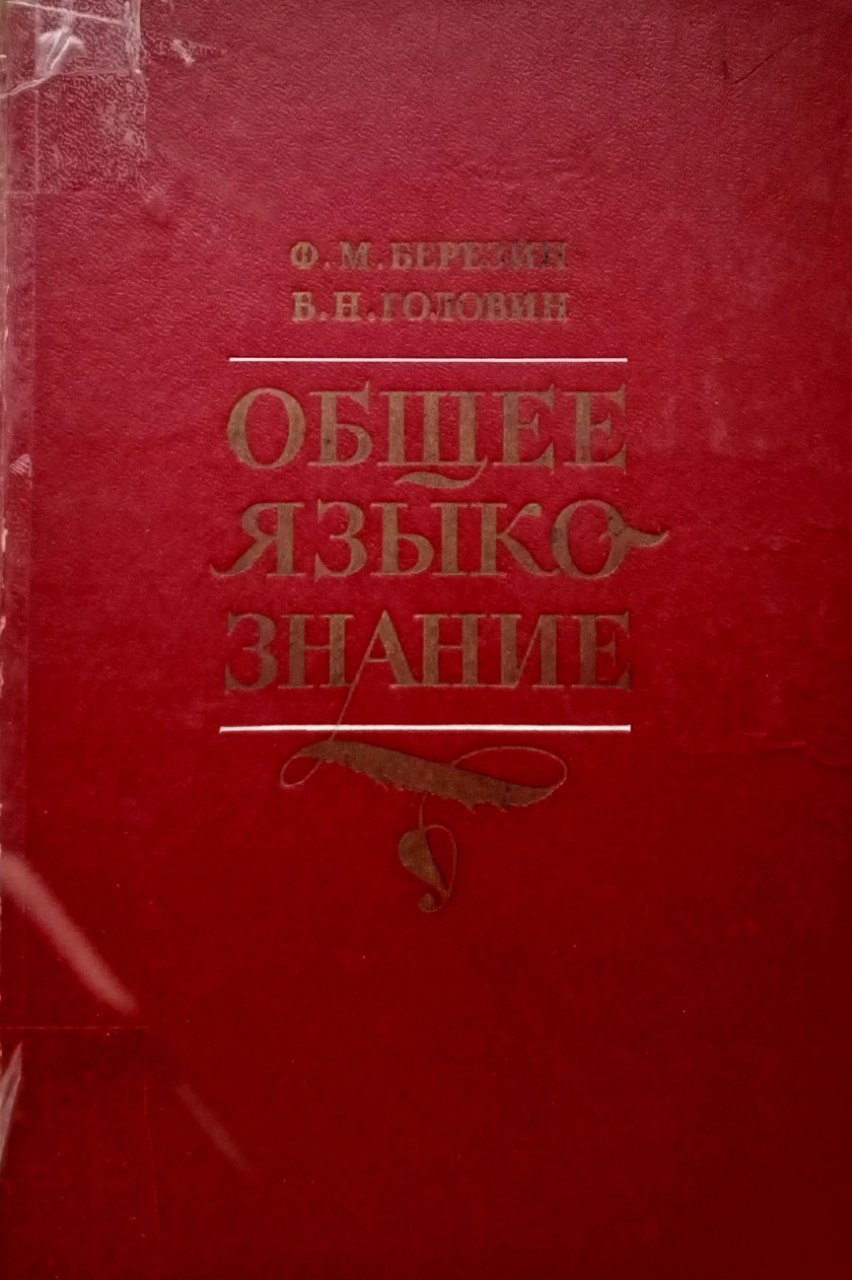 Ф.М.БЕРЕЗИН
Б.Н.ГОЛОВИН
ОБЩЕЕ
ЯЗЫКО-
ЗНАНИЕ